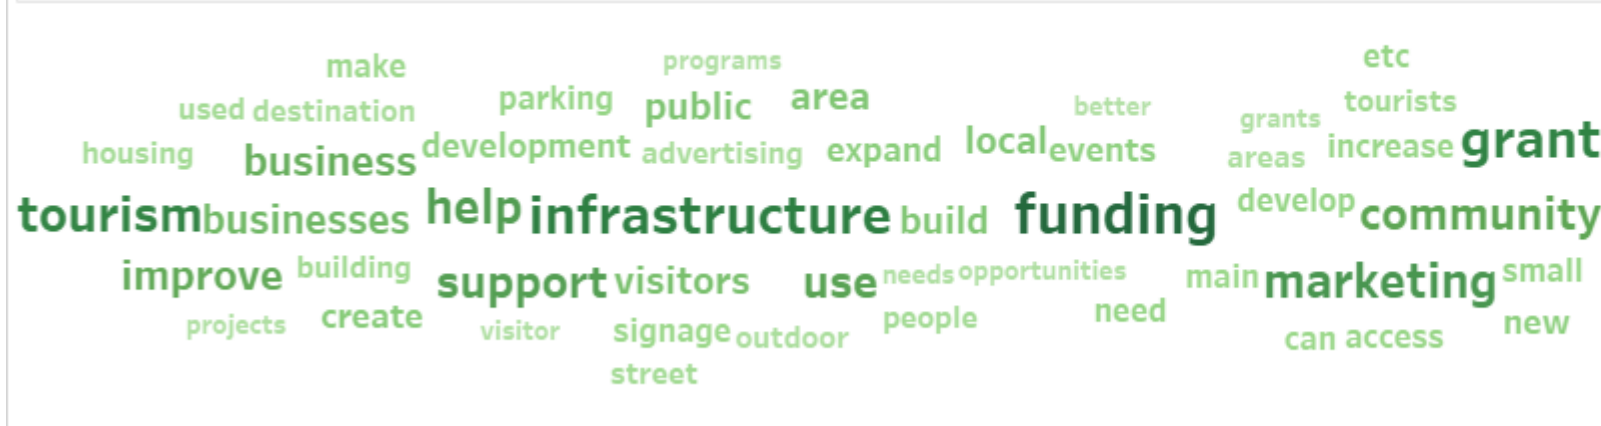 make programs etc
used destination parking public area better tourists
housing business development advertising expand local events grants areas increase grant
tourism businesses help infrastructure build funding develop community
improve building support visitors use needs opportunities main marketing small
projects create visitor signage outdoor people need can access new
street